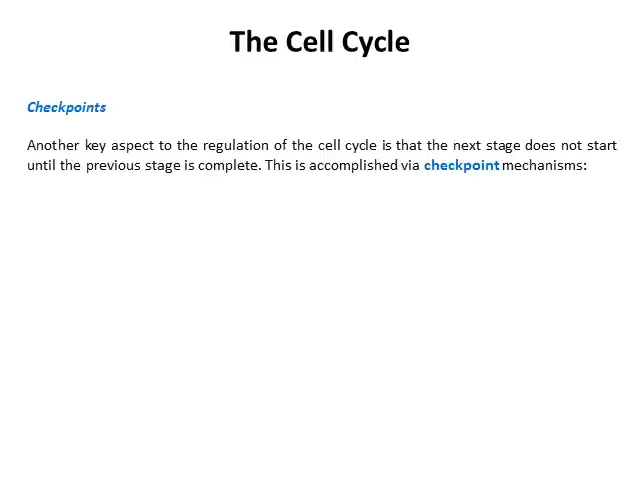 The Cell Cycle
Checkpoints
Another key aspect to the regulation of the cell cycle is that the next stage does not start
until the previous stage is complete. This is accomplished via checkpoint mechanisms: